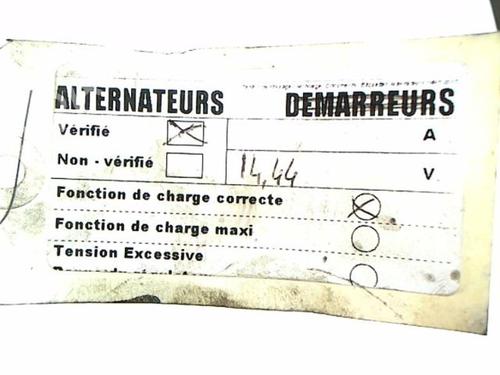 ALTERNATEURS DEMARREURS
Vérifié A
Non - vérifié 14,44 V.
Fonction de charge correcte
Fonction de charge maxi
Tension Excessive